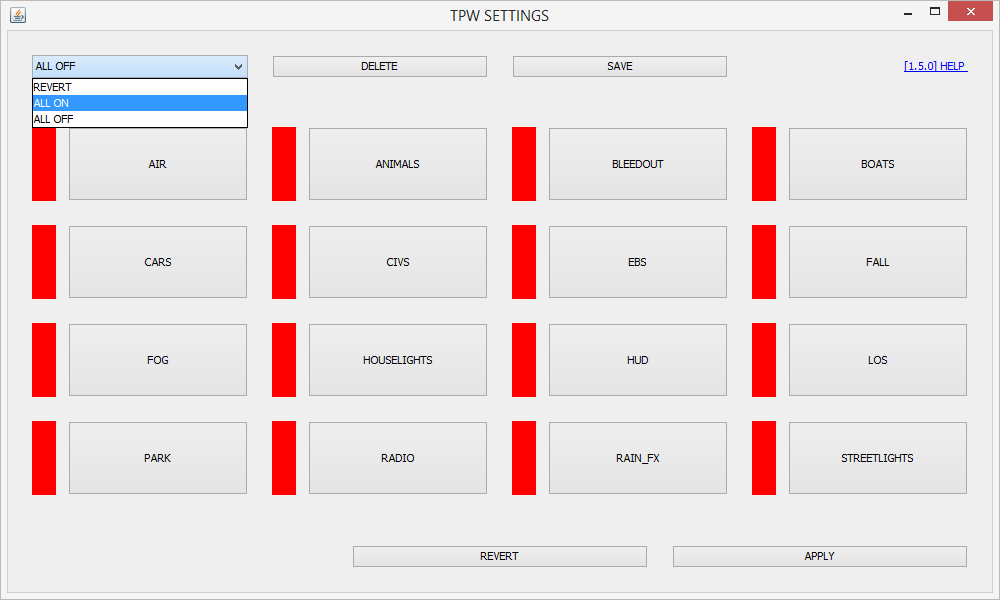 TPW SETTINGS
ALL OFF
DELETE
SAVE
[1.5.0] HELP
REVERT
ALL ON
ALL OFF
AIR
ANIMALS
BLEEDOUT
BOATS
CARS
CIVS
EBS
FALL
FOG
HOUSELIGHTS
HUD
LOS
PARK
RADIO
RAIN_FX
STREETLIGHTS
REVERT
APPLY